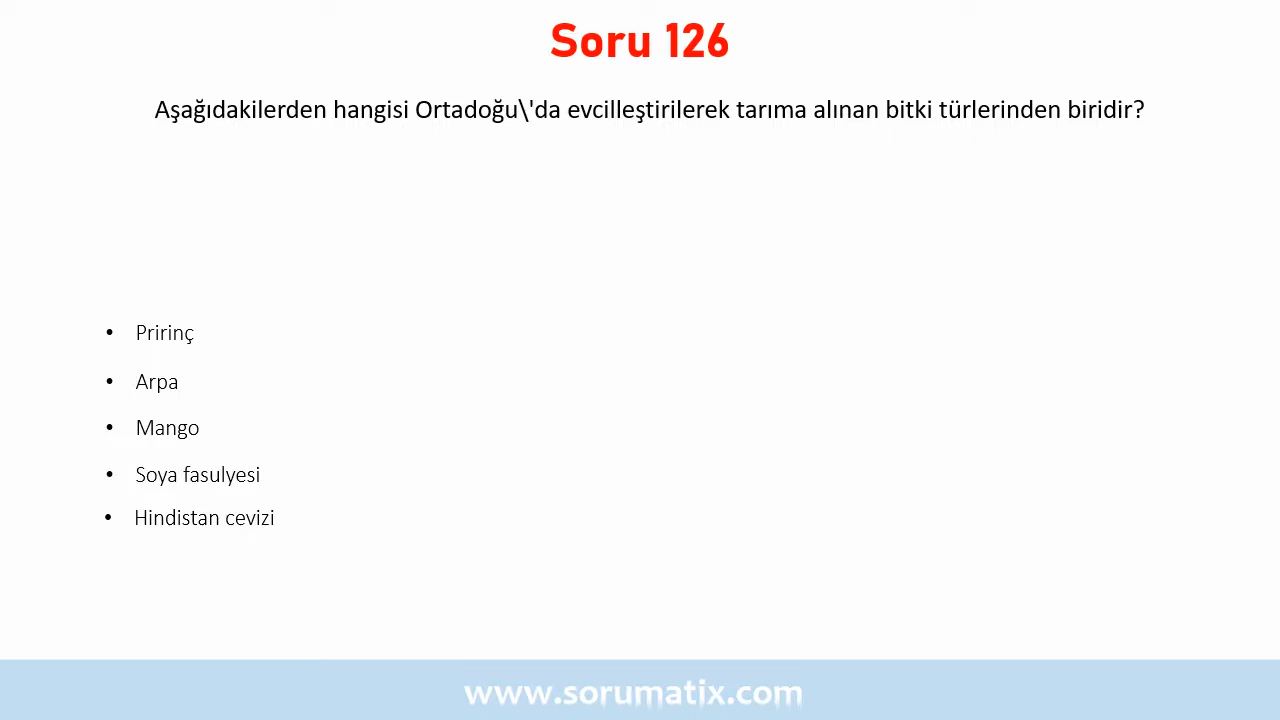 Soru 126
Aşağıdakilerden hangisi Ortadoğu\'da evcilleştirilerek tarıma alınan bitki türlerinden biridir?
• Pririnç
• Arpa
• Mango
• Soya fasulyesi
• Hindistan cevizi
www.sorumatix.com